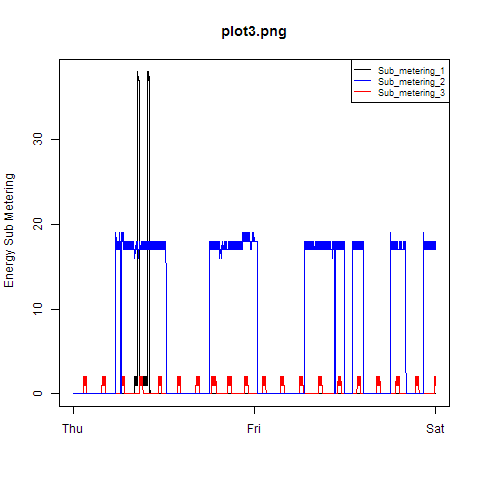 plot3.png
Sub_metering_1
Sub_metering_2
Sub_metering_3
Energy Sub Metering
30
20
10
0
Thu Fri Sat